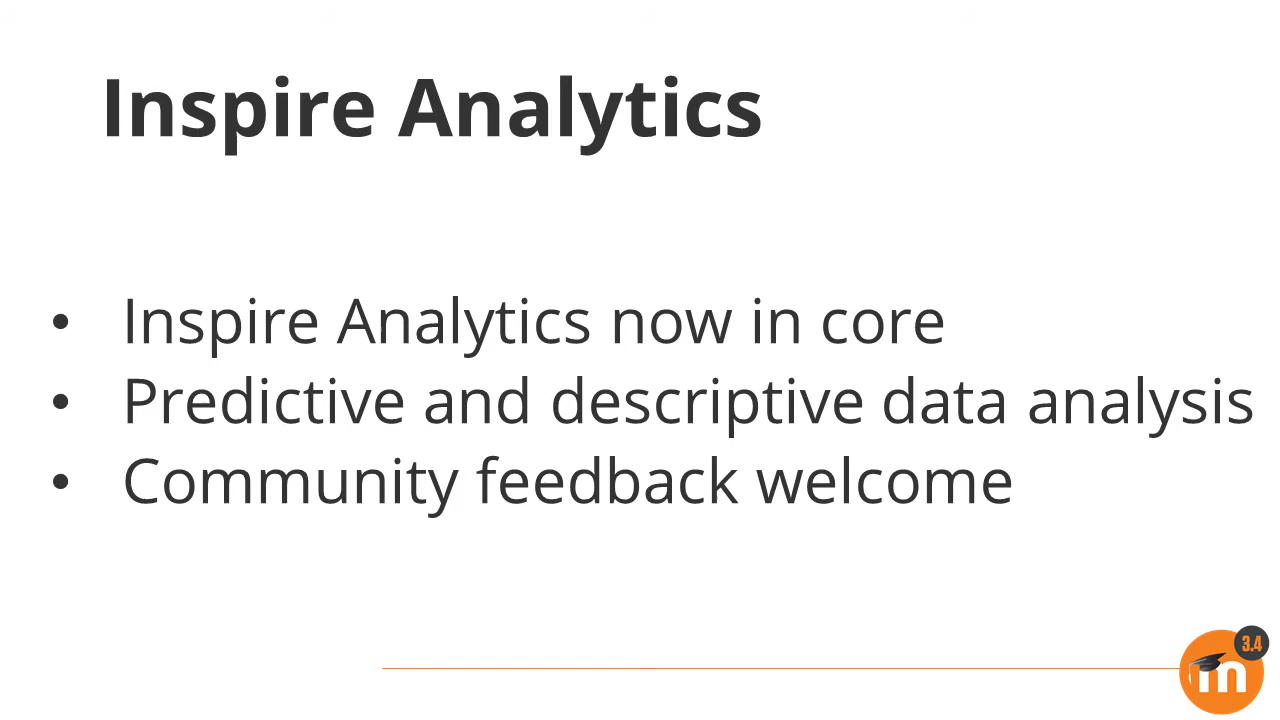 Inspire Analytics
• Inspire Analytics now in core
• Predictive and descriptive data analysis
• Community feedback welcome
3.4
m